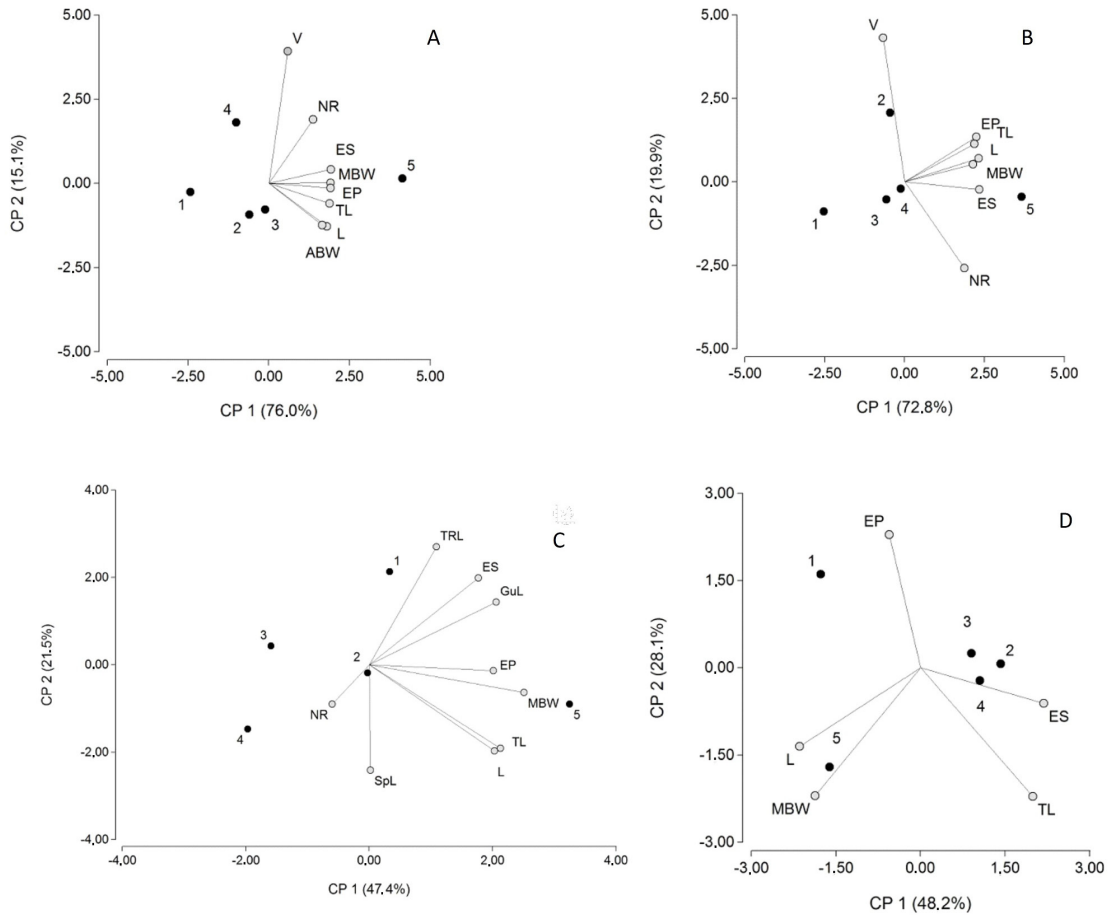 A
5.00
2.50
0.00
-2.50
-5.00
CP 2 (15.1%)
V
NR
ES
MBW
EP
TL
L
ABW
4
1
2
3
5
-5.00 -2.50 0.00 2.50 5.00
CP 1 (76.0%)
B
5.00
2.50
0.00
-2.50
-5.00
CP 2 (19.9%)
V
2
EP
TL
L
MBW
ES
NR
1
3
4
5
-5.00 -2.50 0.00 2.50 5.00
CP 1 (72.8%)
C
4.00
2.00
0.00
-2.00
-4.00
CP 2 (21.5%)
TRL
1
ES
GuL
3
2
EP
MBW
5
NR
4
TL
L
SpL
-4.00 -2.00 0.00 2.00 4.00
CP 1 (47.4%)
D
3.00
1.50
0.00
-1.50
-3.00
CP 2 (28.1%)
EP
1
3
2
4
ES
5
L
MBW
TL
-3.00 -1.50 0.00 1.50 3.00
CP 1 (48.2%)